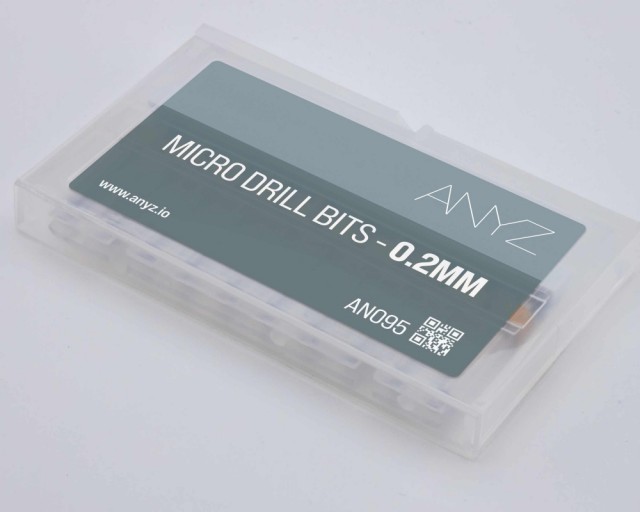 ANYZ
MICRO DRILL BITS - 0.2MM
www.anyz.io
AN095